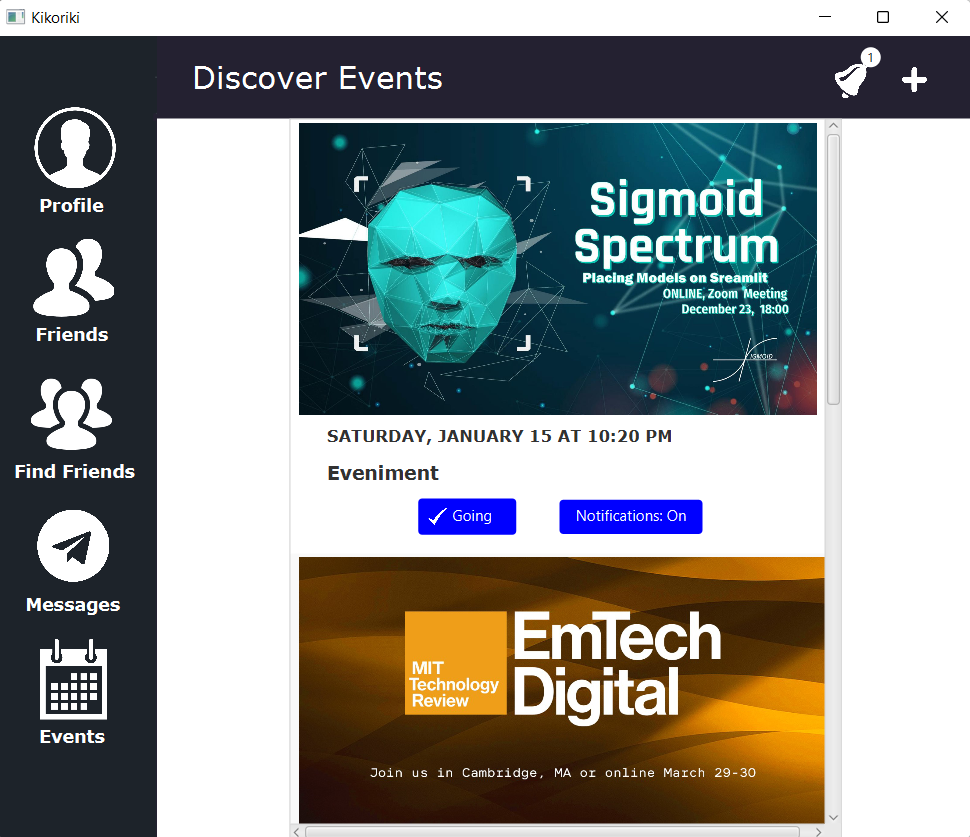 Kikoriki
Discover Events
1
Profile
Friends
Find Friends
Messages
Events
Sigmoid
Spectrum
Placing Models on Sreamlit
ONLINE, Zoom Meeting
December 23, 18:00
IGMOID
SATURDAY, JANUARY 15 AT 10:20 PM
Eveniment
Going
Notifications: On
MIT
Technology
Review
EmTech
Digital
Join us in Cambridge, MA or online March 29-30